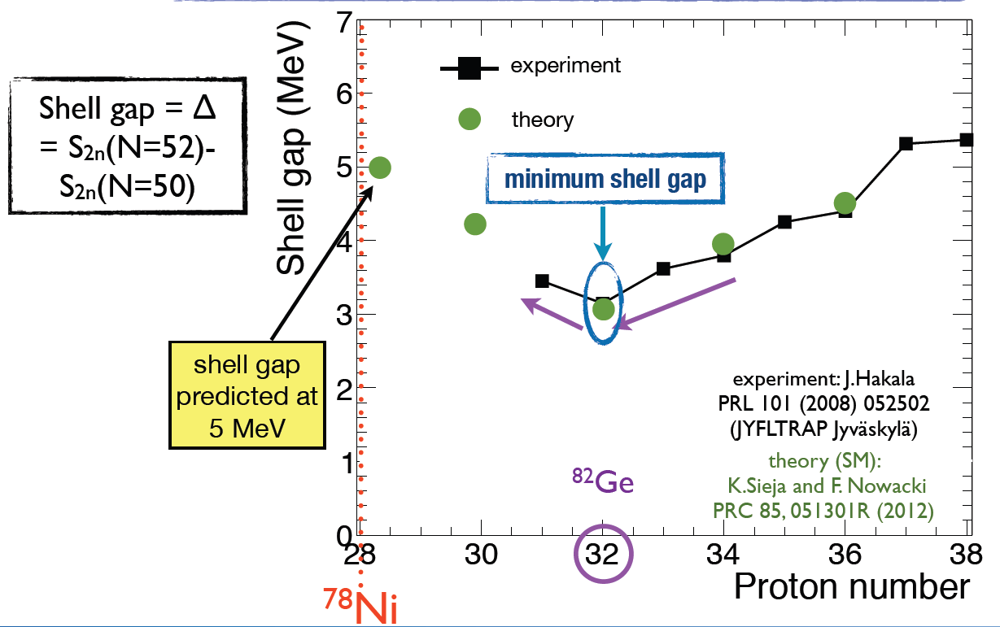 Shell gap = Δ
= S2n(N=52)-
S2n(N=50)
Shell gap (MeV)
7
6
5
4
3
2
1
0
experiment
theory
minimum shell gap
shell gap
predicted at
5 MeV
experiment: J.Hakala
PRL 101 (2008) 052502
(JYFLTRAP Jyväskylä)
theory (SM):
K.Sieja and F. Nowacki
PRC 85, 051301R (2012)
82Ge
28 30 32 34 36 38
Proton number
78Ni